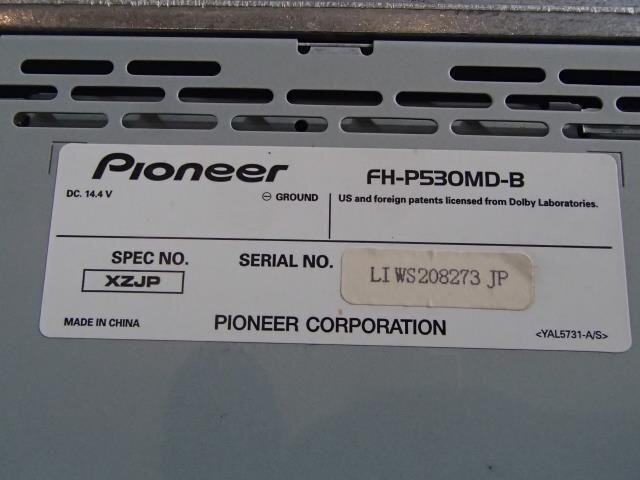 Pioneer
FH-P530MD-B
DC. 14.4 V
⊖ GROUND
US and foreign patents licensed from Dolby Laboratories.
SPEC NO.
XZJP
SERIAL NO.
LIWS208273 JP
MADE IN CHINA
PIONEER CORPORATION
<YAL5731-A/S>